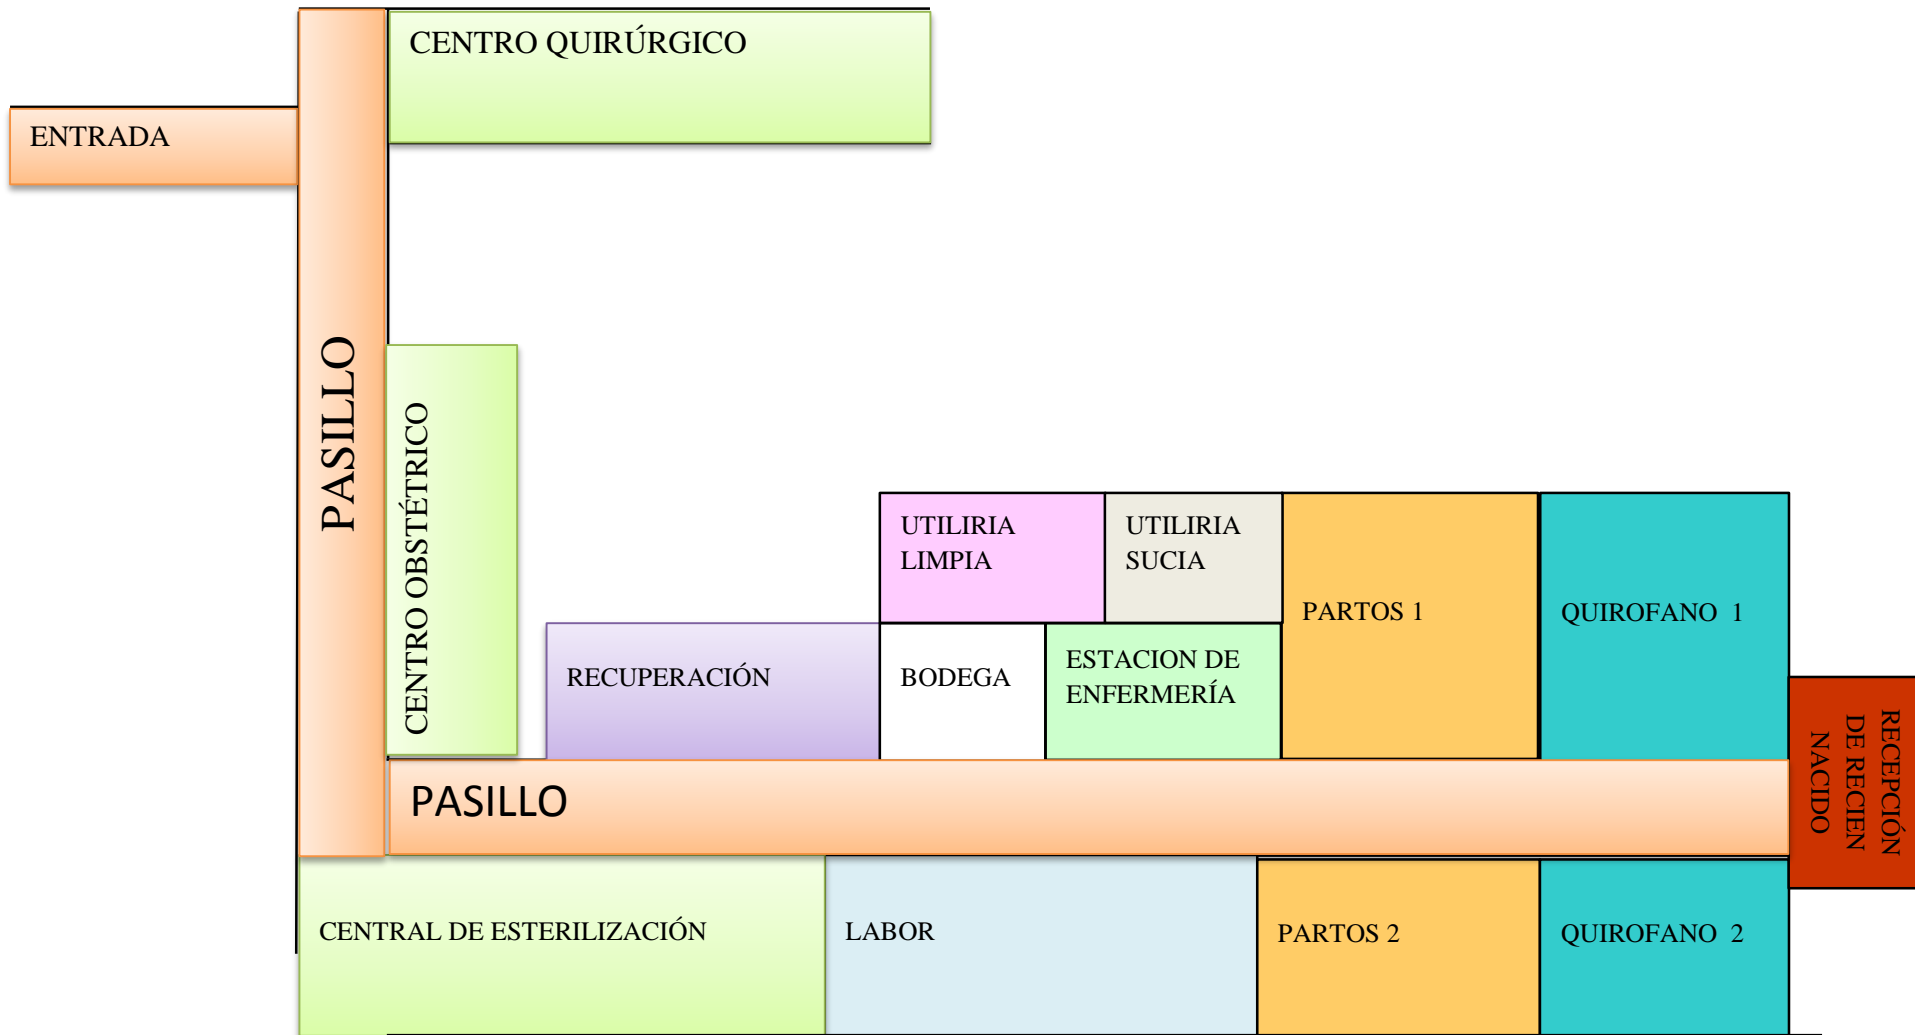 CENTRO QUIRÚRGICO
ENTRADA
PASILLO
CENTRO OBSTÉTRICO
UTILIRIA
LIMPIA
UTILIRIA
SUCIA
PARTOS 1
QUIROFANO 1
RECUPERACIÓN
BODEGA
ESTACION DE
ENFERMERÍA
RECEPCIÓN
DE RECIEN
NACIDO
PASILLO
CENTRAL DE ESTERILIZACIÓN
LABOR
PARTOS 2
QUIROFANO 2